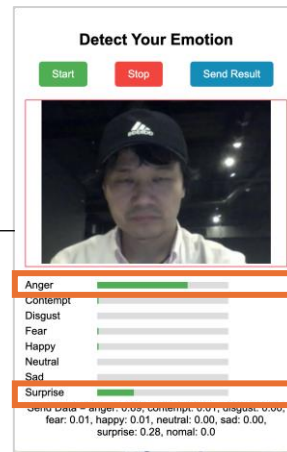 Detect Your Emotion
Start Stop Send Result
adidas
Anger
Contempt
Disgust
Fear
Happy
Neutral
Sad
Surprise
Send Data = anger: 0.69, contempt: 0.01, disgust: 0.00,
fear: 0.01, happy: 0.01, neutral: 0.00, sad: 0.00,
surprise: 0.28, nomal: 0.0